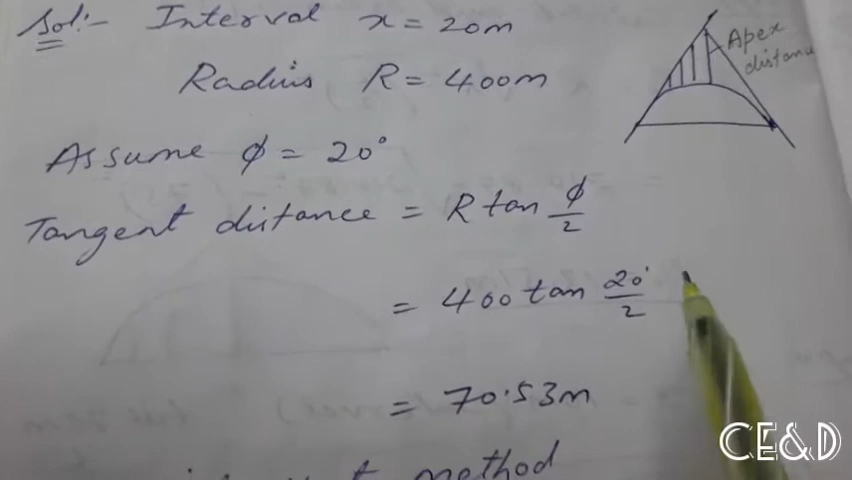 Sol:- Interval x = 20m
Radius R = 400m
Apex distance
Assume ϕ = 20°
Tangent distance = R tan ϕ/2
= 400 tan 20°/2
= 70.53m
method
CE&D